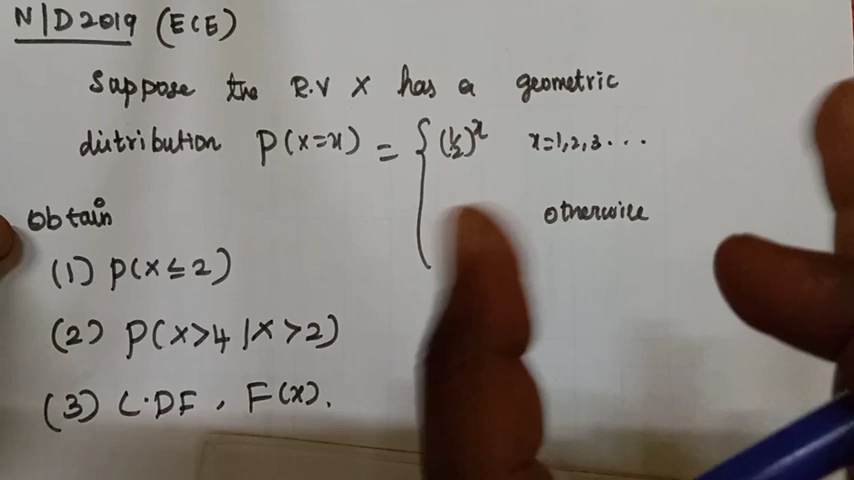 N|D2019 (ECE)
Suppose the R.V X has a geometric
distribution P(X=x) = { (1/2)^x x=1,2,3...
otherwise
Obtain
(1) P(X≤2)
(2) P(X>4 | X>2)
(3) C.DF, F(x).